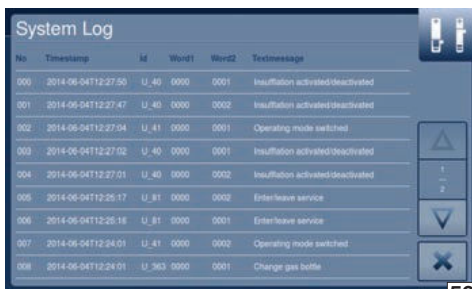 System Log
No Timestamp Id Word1 Word2 Textmessage
000 2014-06-04T12:27:50 U_40 0000 0001 Insufflation activated/deactivated
001 2014-06-04T12:27:47 U_40 0000 0002 Insufflation activated/deactivated
002 2014-06-04T12:27:04 U_41 0000 0001 Operating mode switched
003 2014-06-04T12:27:02 U_40 0000 0001 Insufflation activated/deactivated
004 2014-06-04T12:27:01 U_40 0000 0002 Insufflation activated/deactivated
005 2014-06-04T12:25:17 U_81 0000 0002 Enter/leave service
006 2014-06-04T12:25:16 U_81 0000 0001 Enter/leave service
007 2014-06-04T12:24:01 U_41 0000 0002 Operating mode switched
008 2014-06-04T12:24:01 U_363 0000 0001 Change gas bottle
1
2